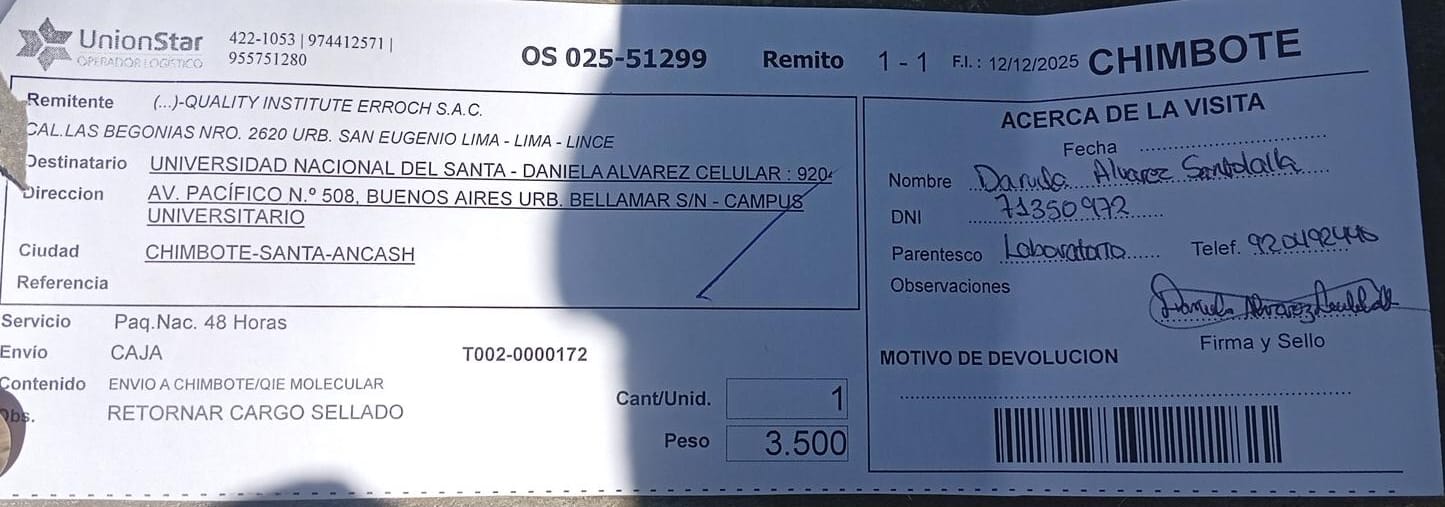 UnionStar
OPERADOR LOGÍSTICO
422-1053 | 974412571 |
955751280
OS 025-51299 Remito 1 - 1 F.I.: 12/12/2025 CHIMBOTE
Remitente (...)-QUALITY INSTITUTE ERROCH S.A.C.
CAL.LAS BEGONIAS NRO. 2620 URB. SAN EUGENIO LIMA - LIMA - LINCE
Destinatario UNIVERSIDAD NACIONAL DEL SANTA - DANIELA ALVAREZ CELULAR : 920
Direccion AV. PACÍFICO N.º 508, BUENOS AIRES URB. BELLAMAR S/N - CAMPUS
UNIVERSITARIO
Ciudad CHIMBOTE-SANTA-ANCASH
Referencia
Servicio Paq.Nac. 48 Horas
Envío CAJA T002-0000172
Contenido ENVIO A CHIMBOTE/QIE MOLECULAR
Obs. RETORNAR CARGO SELLADO
Cant/Unid. 1
Peso 3.500
ACERCA DE LA VISITA
Fecha
Nombre Daniela Alvarez Santolalla
DNI 71350972
Parentesco Laboratorio Telef. 920492440
Observaciones
Firma y Sello
MOTIVO DE DEVOLUCION